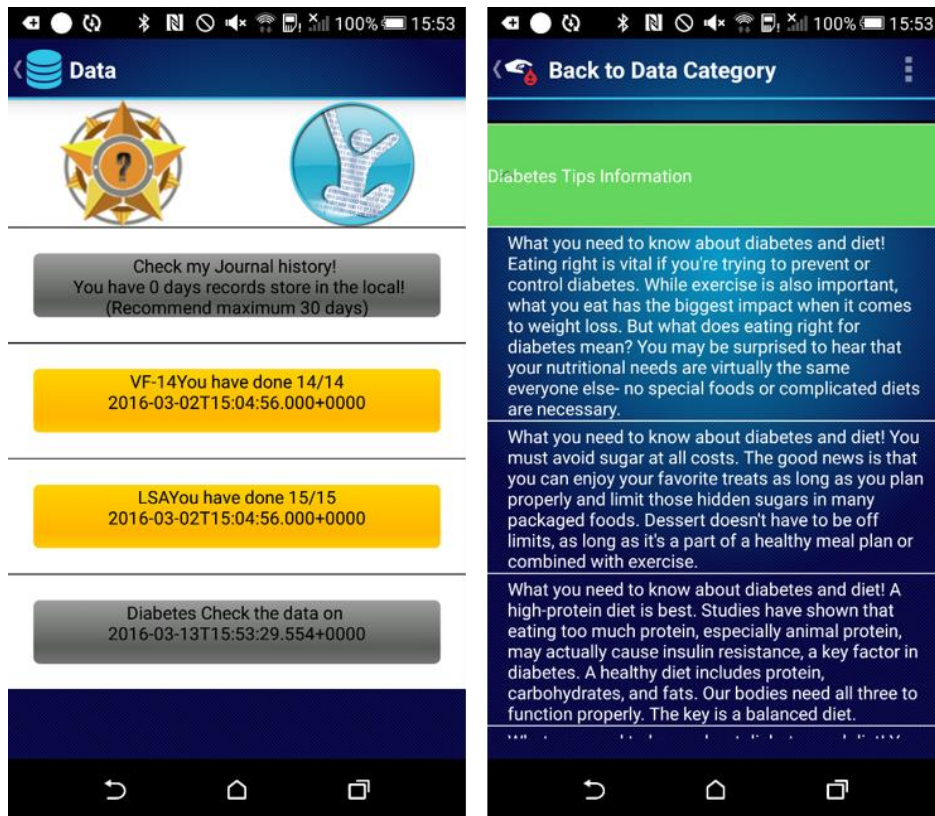 100% 15:53
Data
?
Check my Journal history!
You have 0 days records store in the local!
(Recommend maximum 30 days)
VF-14You have done 14/14
2016-03-02T15:04:56.000+0000
LSAYou have done 15/15
2016-03-02T15:04:56.000+0000
Diabetes Check the data on
2016-03-13T15:53:29.554+0000
100% 15:53
Back to Data Category
Diabetes Tips Information
What you need to know about diabetes and diet!
Eating right is vital if you're trying to prevent or
control diabetes. While exercise is also important,
what you eat has the biggest impact when it comes
to weight loss. But what does eating right for
diabetes mean? You may be surprised to hear that
your nutritional needs are virtually the same
everyone else- no special foods or complicated diets
are necessary.
What you need to know about diabetes and diet! You
must avoid sugar at all costs. The good news is that
you can enjoy your favorite treats as long as you plan
properly and limit those hidden sugars in many
packaged foods. Dessert doesn't have to be off
limits, as long as it's a part of a healthy meal plan or
combined with exercise.
What you need to know about diabetes and diet! A
high-protein diet is best. Studies have shown that
eating too much protein, especially animal protein,
may actually cause insulin resistance, a key factor in
diabetes. A healthy diet includes protein,
carbohydrates, and fats. Our bodies need all three to
function properly. The key is a balanced diet.